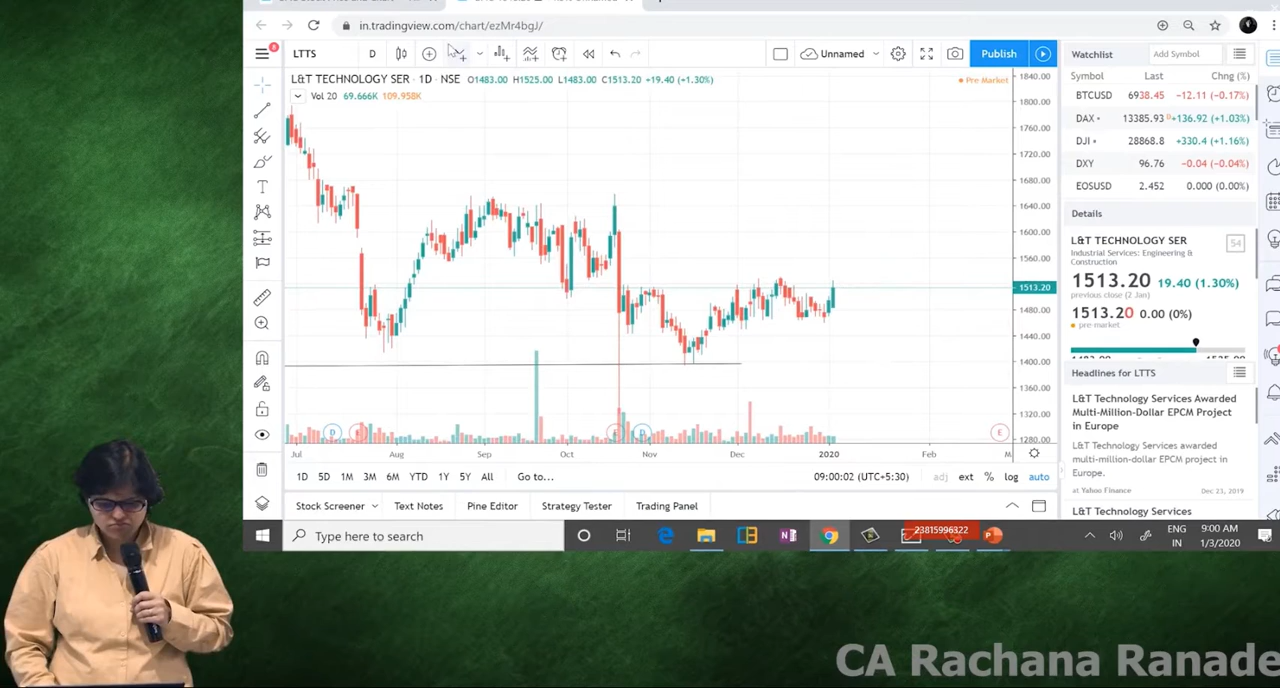 in.tradingview.com/chart/ezMr4bgJ/
8
LTTS
D
Unnamed
Publish
L&T TECHNOLOGY SER · 1D · NSE O1483.00 H1525.00 L1483.00 C1513.20 +19.40 (+1.30%)
Pre Market
Vol 20 69.666K 109.958K
1840.00
1800.00
1760.00
1720.00
1680.00
1640.00
1600.00
1560.00
1513.20
1480.00
1440.00
1400.00
1360.00
1320.00
1280.00
D
E
E
D
E
Jul Aug Sep Oct Nov Dec 2020 Feb
1D 5D 1M 3M 6M YTD 1Y 5Y All Go to...
09:00:02 (UTC+5:30) adj ext % log auto
Stock Screener Text Notes Pine Editor Strategy Tester Trading Panel
Watchlist Add Symbol
Symbol Last Chng (%)
BTCUSD 6938.45 −12.11 (−0.17%)
DAX 13385.93 +136.92 (+1.03%)
DJI 28868.8 +330.4 (+1.16%)
DXY 96.76 −0.04 (−0.04%)
EOSUSD 2.452 0.000 (0.00%)
Details
L&T TECHNOLOGY SER 54
Industrial Services: Engineering &
Construction
1513.20 19.40 (1.30%)
previous close (2 Jan)
1513.20 0.00 (0%)
pre-market
Headlines for LTTS
L&T Technology Services Awarded
Multi-Million-Dollar EPCM Project
in Europe
L&T Technology Services awarded
multi-million-dollar EPCM project in
Europe.
at Yahoo Finance Dec 23, 2019
L&T Technology Services
Type here to search
23815996322
ENG
IN
9:00 AM
1/3/2020
CA Rachana Ranade